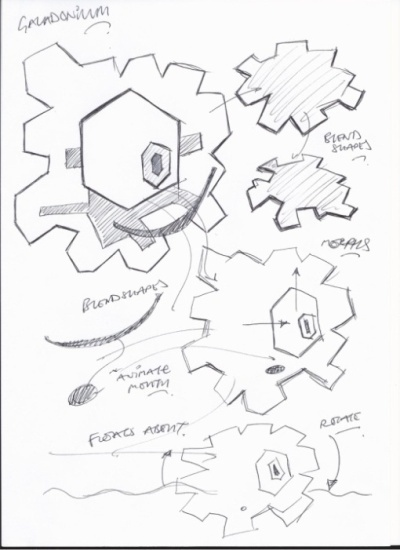 GALADONIUM
BLEND
SHAPES
MORPHS
BLENDSHAPES
"ANIMATE
MOUTH
FLOATS ABOUT.
ROTATE